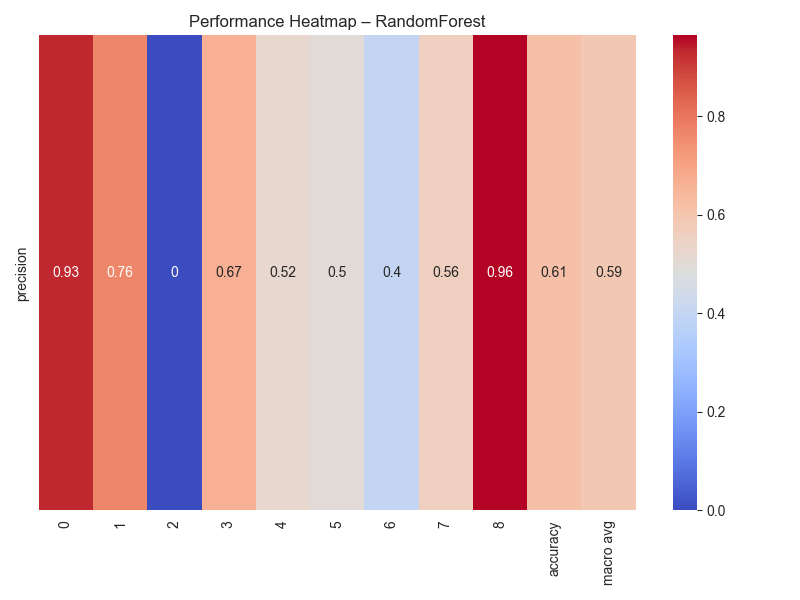 Performance Heatmap – RandomForest
precision
0.93 0.76 0 0.67 0.52 0.5 0.4 0.56 0.96 0.61 0.59
0 1 2 3 4 5 6 7 8 accuracy macro avg
0.8
0.6
0.4
0.2
0.0